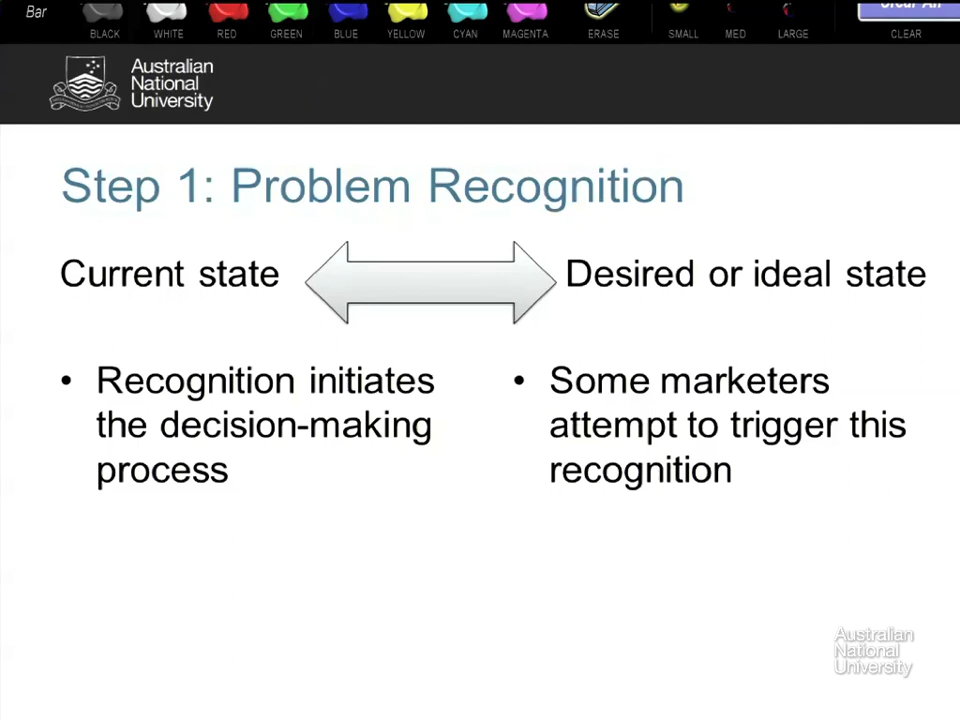 Bar
BLACK WHITE RED GREEN BLUE YELLOW CYAN MAGENTA ERASE SMALL MED LARGE CLEAR
Australian
National
University
Step 1: Problem Recognition
Current state
Desired or ideal state
• Recognition initiates
the decision-making
process
• Some marketers
attempt to trigger this
recognition
Australian
National
University